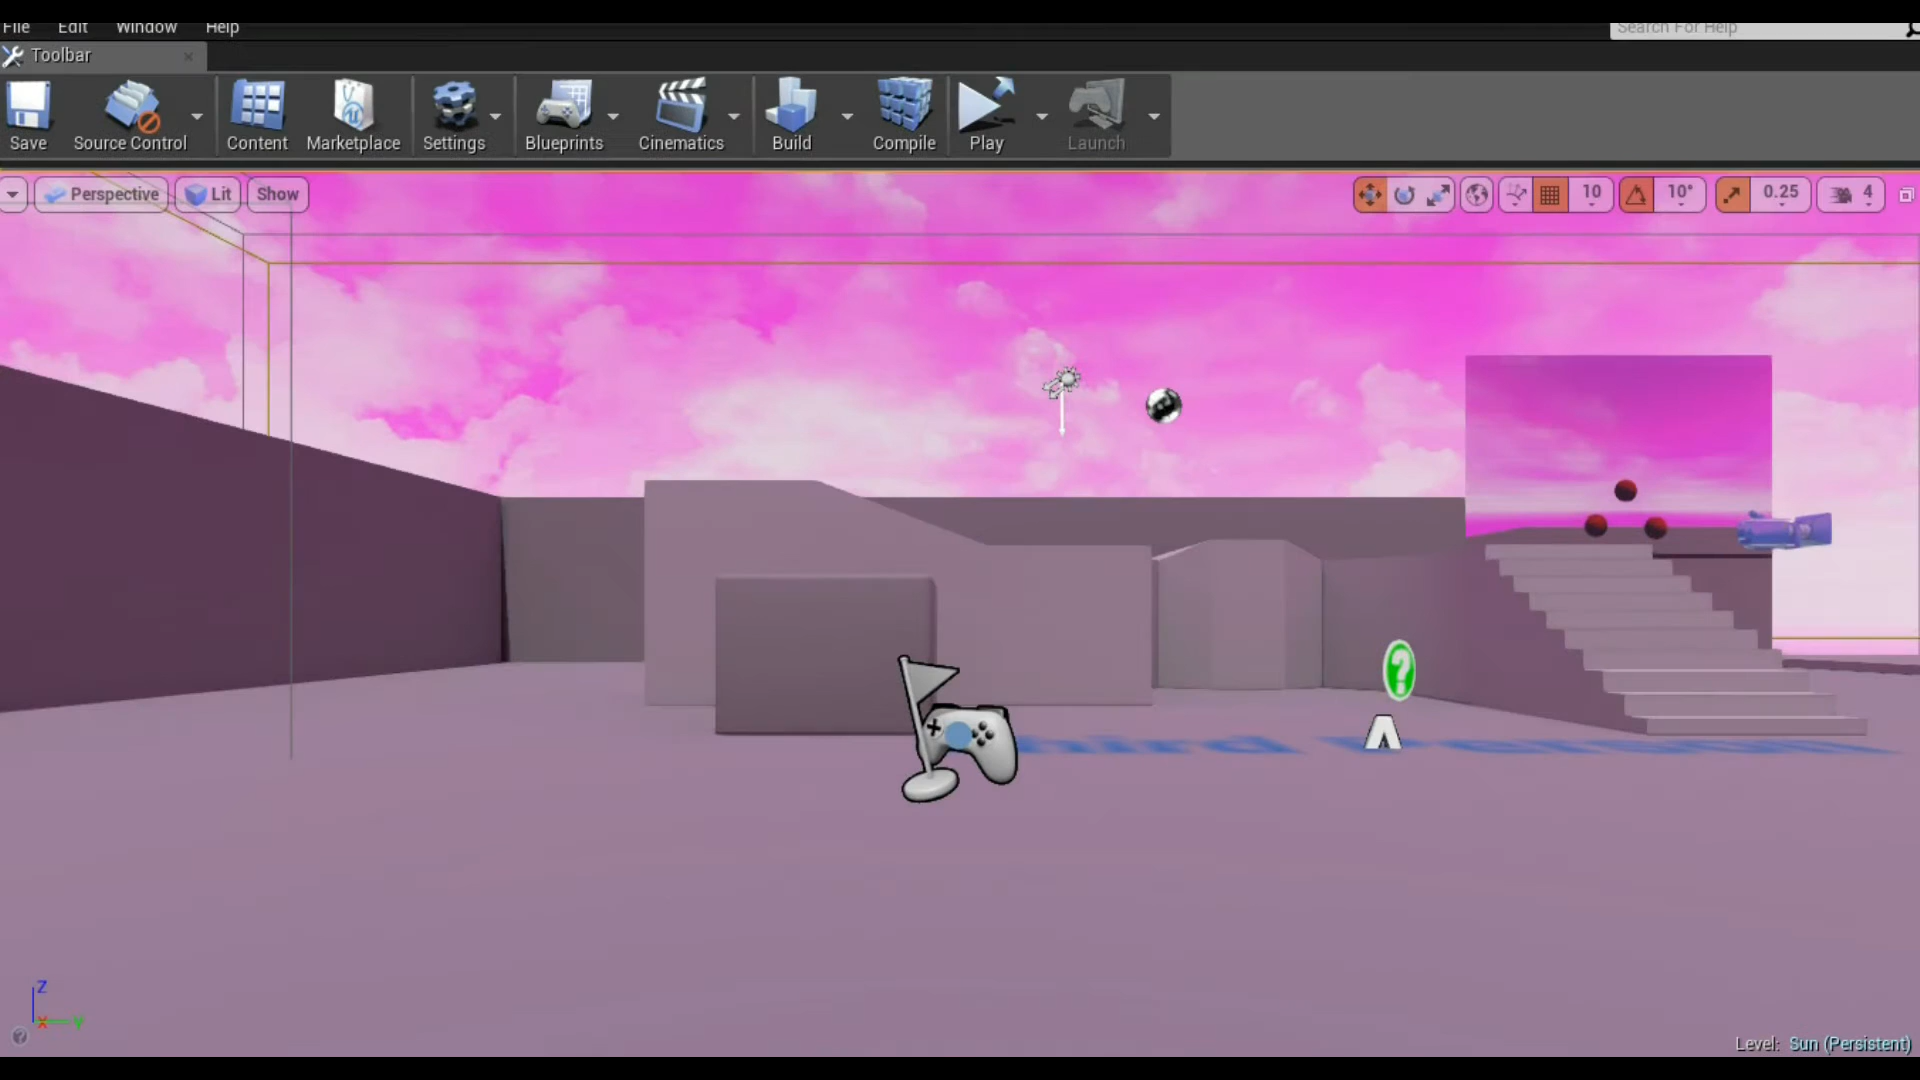 File Edit Window Help
Search For Help
Toolbar
Save Source Control Content Marketplace Settings Blueprints Cinematics Build Compile Play Launch
Perspective Lit Show 10 10° 0.25 4
?
Z
X Y
?
Level: Sun (Persistent)